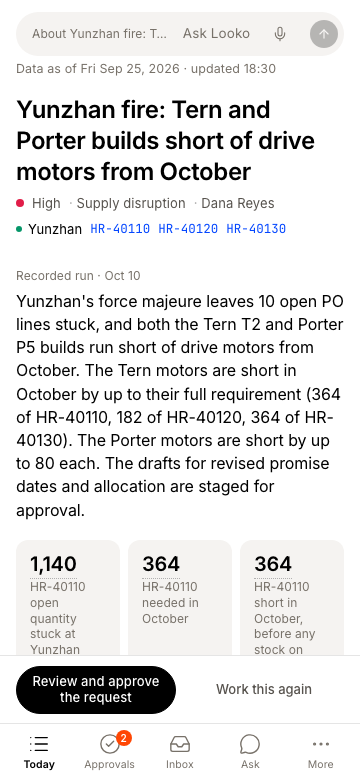 About Yunzhan fire: T... Ask Looko
Data as of Fri Sep 25, 2026 · updated 18:30
Yunzhan fire: Tern and
Porter builds short of drive
motors from October
High · Supply disruption · Dana Reyes
Yunzhan HR-40110 HR-40120 HR-40130
Recorded run · Oct 10
Yunzhan's force majeure leaves 10 open PO
lines stuck, and both the Tern T2 and Porter
P5 builds run short of drive motors from
October. The Tern motors are short in
October by up to their full requirement (364
of HR-40110, 182 of HR-40120, 364 of HR-
40130). The Porter motors are short by up
to 80 each. The drafts for revised promise
dates and allocation are staged for
approval.
1,140
HR-40110
open
quantity
stuck at
Yunzhan
364
HR-40110
needed in
October
364
HR-40110
short in
October,
before any
stock on
Review and approve
the request
Work this again
2
Today
Approvals
Inbox
Ask
More